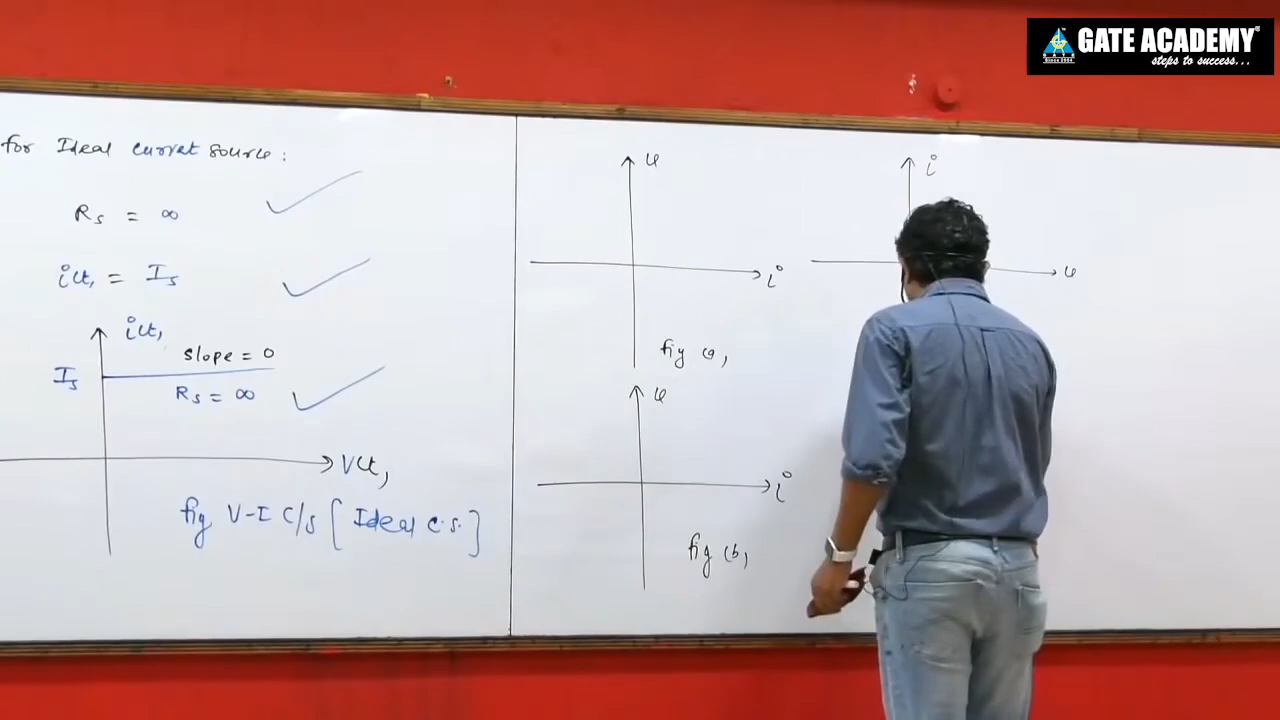 GATE ACADEMY
steps to success...
for Ideal current source :
Rs = ∞
i(t) = Is
i(t)
Is
slope = 0
Rs = ∞
V(t)
fig V-I C/s [Ideal c.s.]
v
i
fig (a)
v
i
fig (b)
i
v